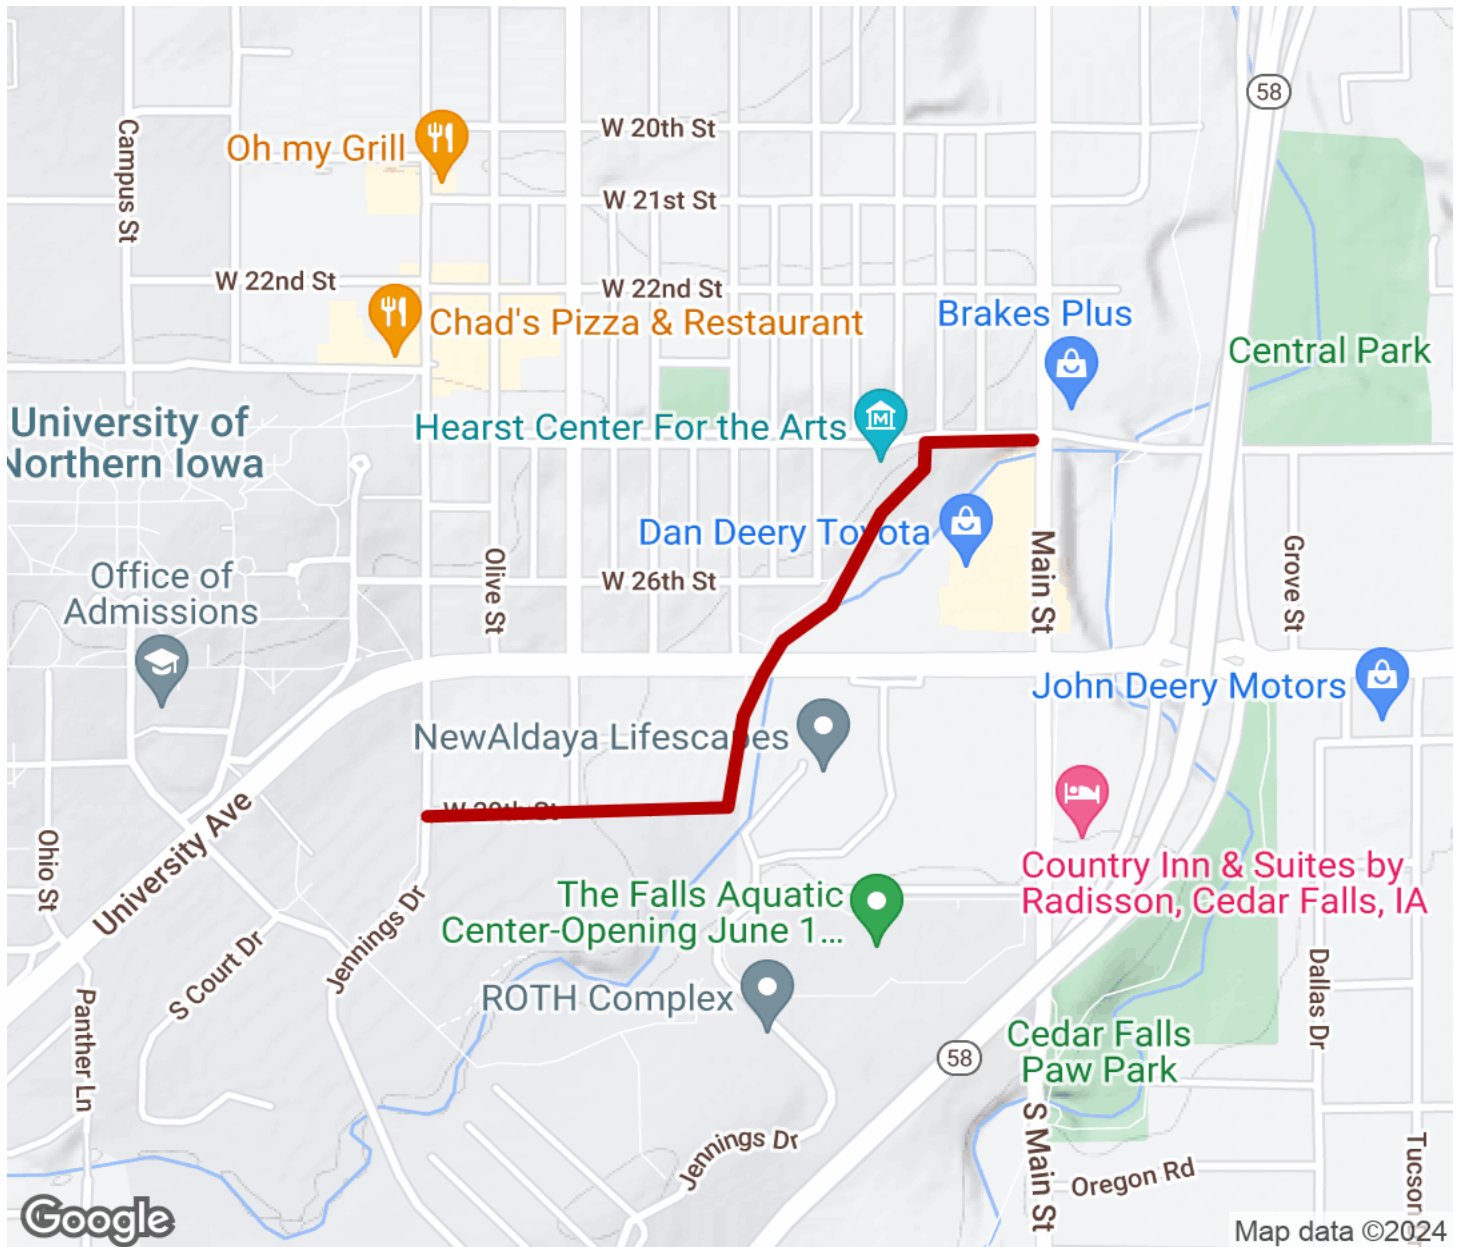 58
W 20th St
Campus St
Oh my Grill
W 21st St
W 22nd St
W 22nd St
Brakes Plus
Chad's Pizza & Restaurant
Central Park
University of
Northern Iowa
Hearst Center For the Arts
Dan Deery Toyota
Main St
Grove St
Olive St
W 26th St
Office of
Admissions
John Deery Motors
NewAldaya Lifescapes
University Ave
Ohio St
Country Inn & Suites by
Radisson, Cedar Falls, IA
The Falls Aquatic
Center-Opening June 1...
Jennings Dr
S Court Dr
ROTH Complex
Dallas Dr
Panther Ln
Cedar Falls
Paw Park
58
S Main St
Jennings Dr
Oregon Rd
Tucson
Google
Map data ©2024